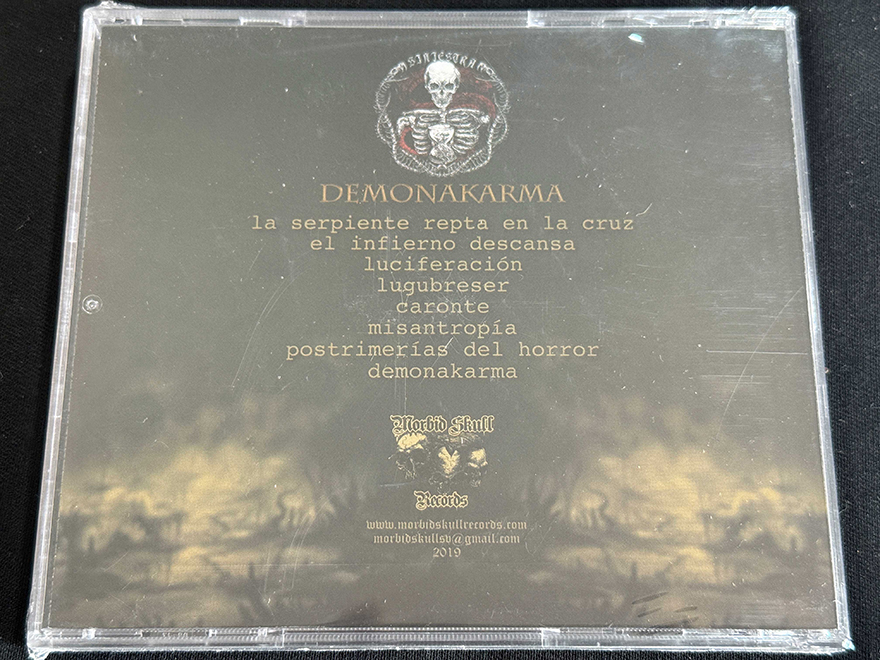 DEMONAKARMA
la serpiente repta en la cruz
el infierno descansa
luciferación
lugubreser
caronte
misantropía
postrimerías del horror
demonakarma
Morbid Skull
Records
www.morbidskullrecords.com
morbidskullsv@gmail.com
2019